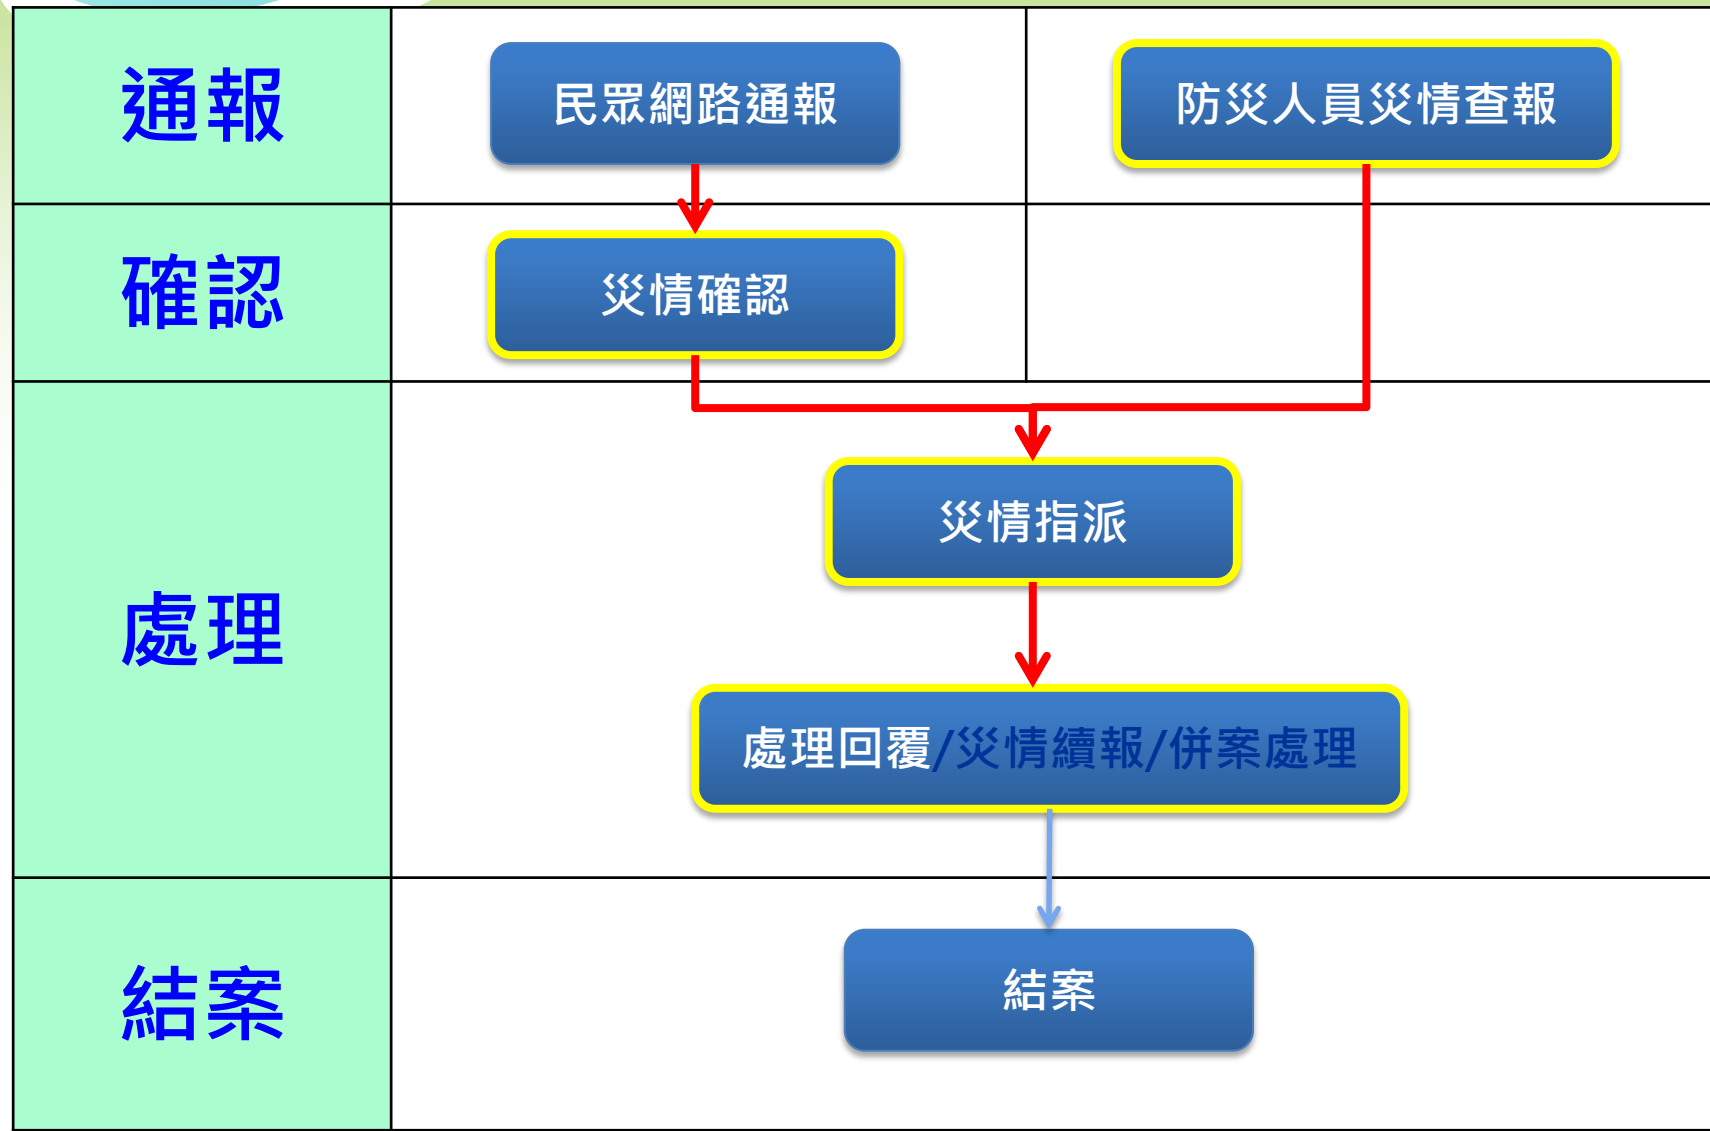 通報
民眾網路通報
防災人員災情查報
確認
災情確認
處理
災情指派
處理回覆/災情續報/併案處理
結案
結案